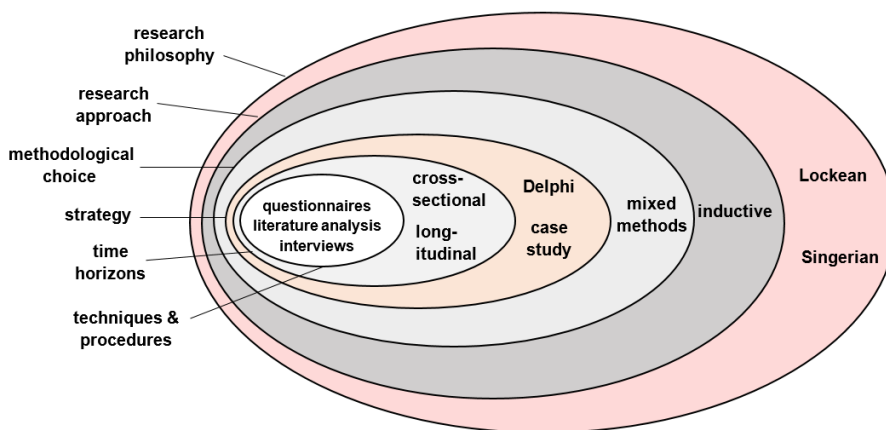 research
philosophy
research
approach
methodological
choice
strategy
time
horizons
techniques &
procedures
questionnaires
literature analysis
interviews
cross-
sectional
long-
itudinal
Delphi
case
study
mixed
methods
inductive
Lockean
Singerian